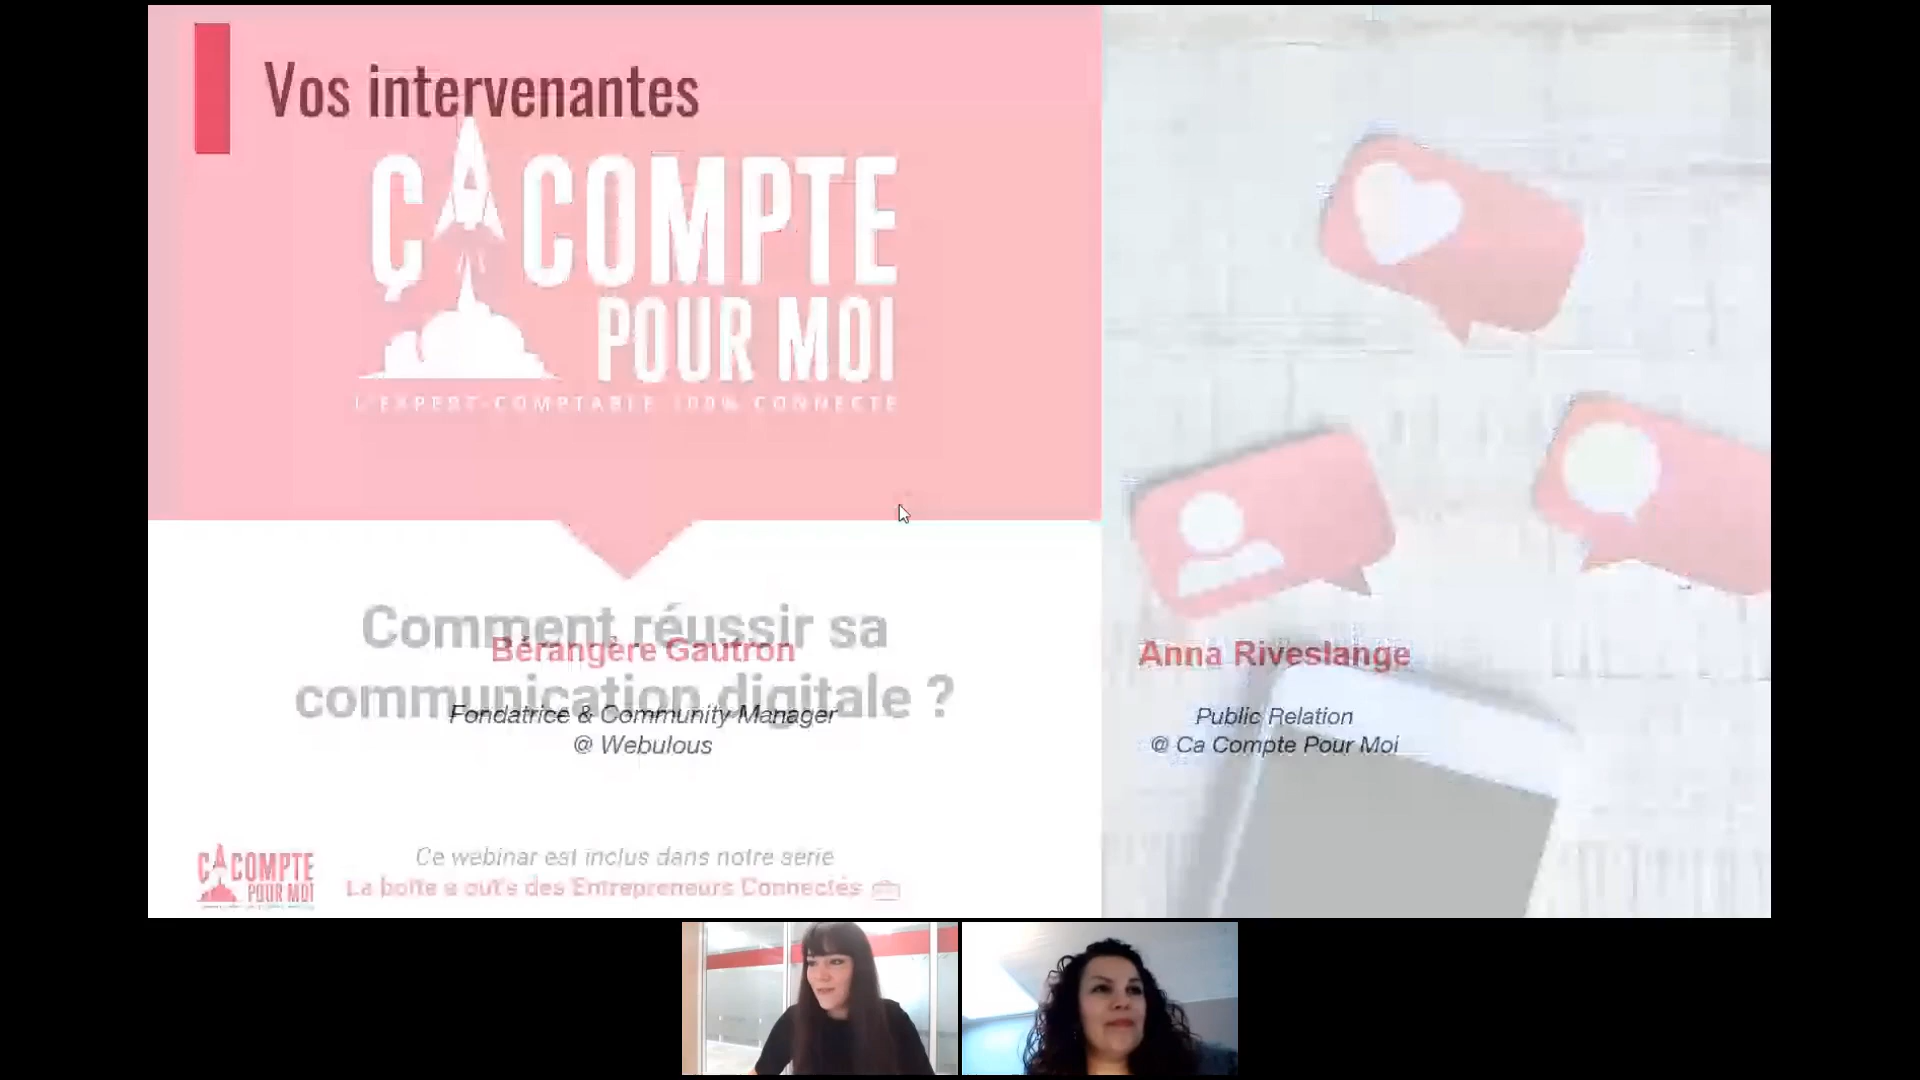 Vos intervenantes
ÇA COMPTE
POUR MOI
L'EXPERT-COMPTABLE 100% CONNECTÉ
Comment réussir sa
communication digitale ?
Bérangère Gautron
Fondatrice & Community Manager
@ Webulous
Anna Riveslange
Public Relation
@ Ca Compte Pour Moi
Ce webinar est inclus dans notre série
La boîte à outils des Entrepreneurs Connectés
ÇA COMPTE
POUR MOI